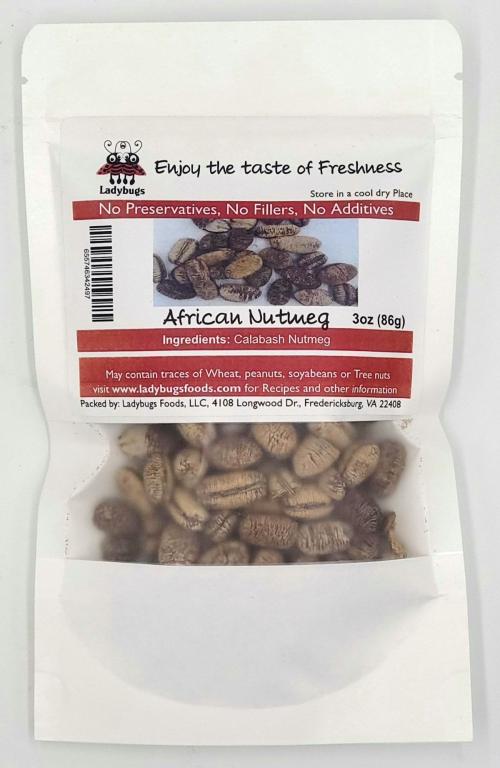 Ladybugs
Enjoy the taste of Freshness
Store in a cool dry Place
No Preservatives, No Fillers, No Additives
655746342497
African Nutmeg 3oz (86g)
Ingredients: Calabash Nutmeg
May contain traces of Wheat, peanuts, soyabeans or Tree nuts
visit www.ladybugsfoods.com for Recipes and other information
Packed by: Ladybugs Foods, LLC, 4108 Longwood Dr., Fredericksburg, VA 22408